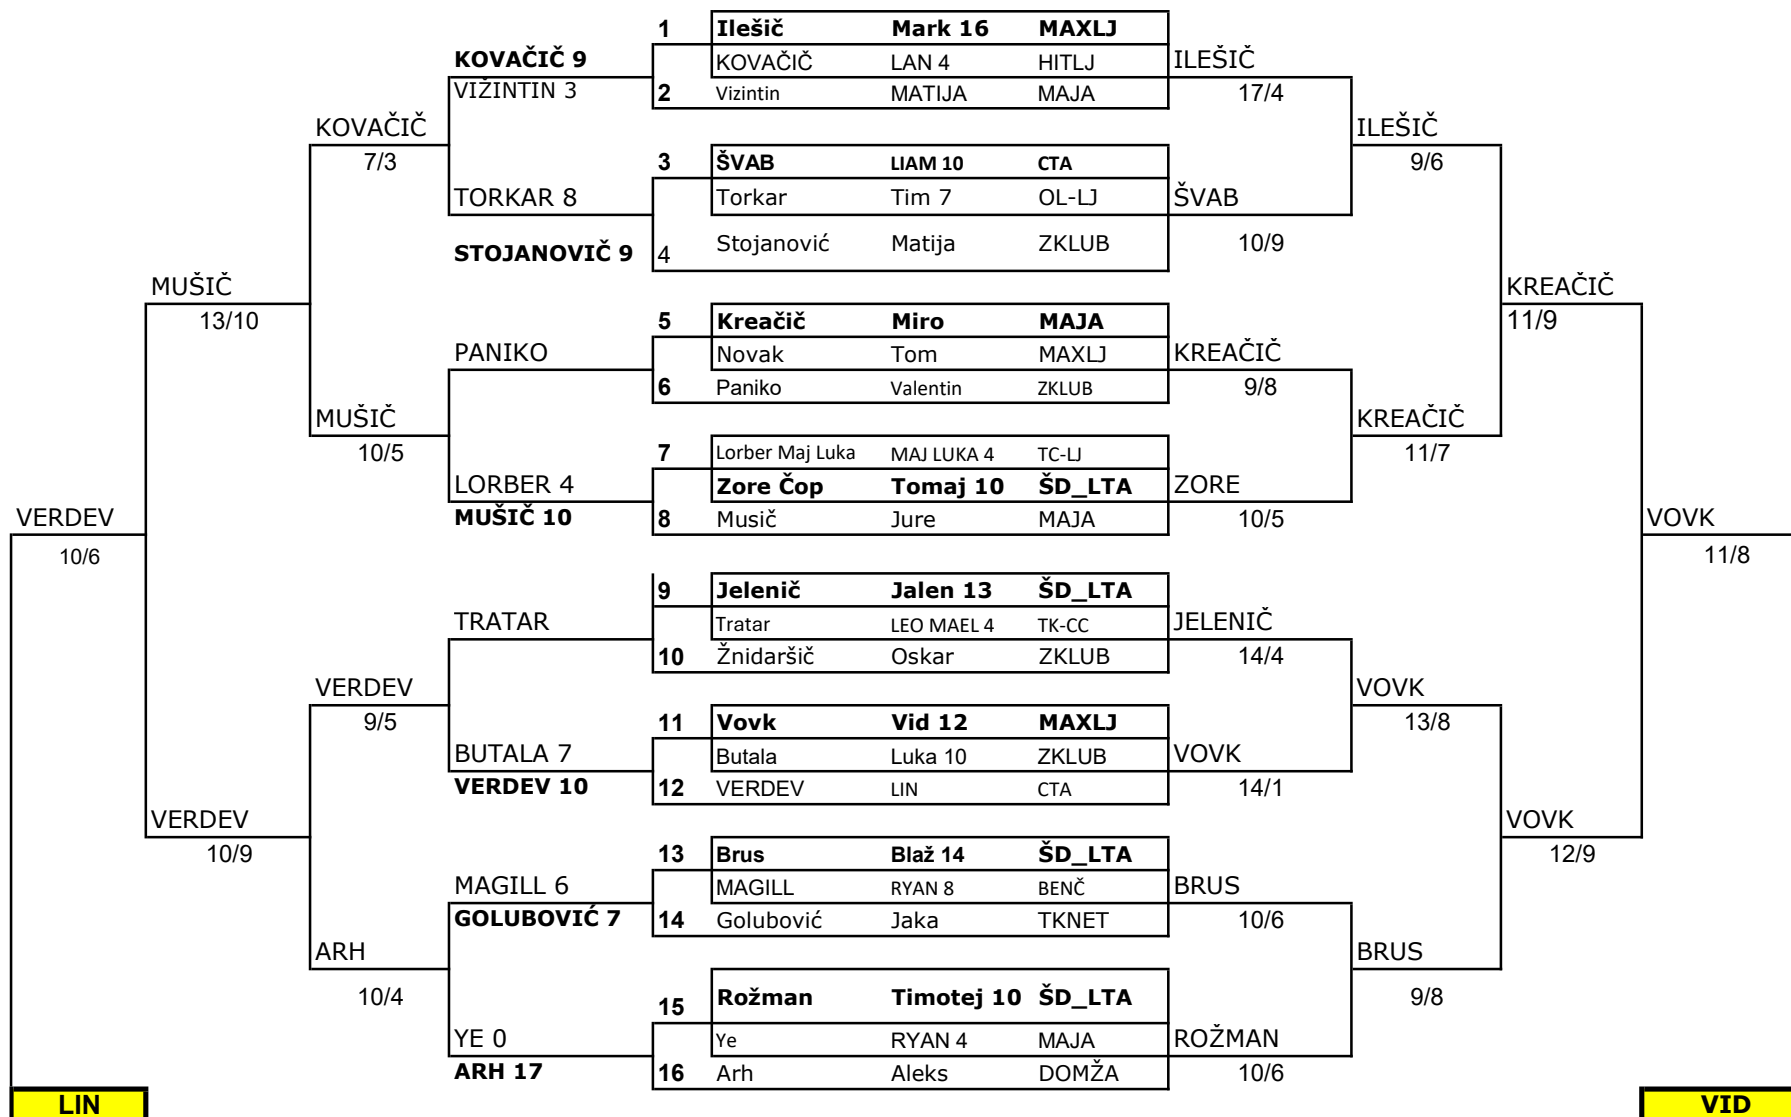 1 Ilešič Mark 16 MAXLJ
KOVAČIČ 9 KOVAČIČ LAN 4 HITLJ ILEŠIČ
VIŽINTIN 3 2 Vizintin MATIJA MAJA 17/4
KOVAČIČ ILEŠIČ
7/3 3 ŠVAB LIAM 10 CTA 9/6
TORKAR 8 Torkar Tim 7 OL-LJ ŠVAB
STOJANOVIČ 9 4 Stojanović Matija ZKLUB 10/9
MUŠIČ KREAČIČ
13/10 5 Kreačič Miro MAJA 11/9
PANIKO Novak Tom MAXLJ KREAČIČ
6 Paniko Valentin ZKLUB 9/8
MUŠIČ KREAČIČ
10/5 7 Lorber Maj Luka MAJ LUKA 4 TC-LJ 11/7
LORBER 4 Zore Čop Tomaj 10 ŠD_LTA ZORE
VERDEV MUŠIČ 10 8 Musič Jure MAJA 10/5 VOVK
10/6 11/8
9 Jelenič Jalen 13 ŠD_LTA
TRATAR Tratar LEO MAEL 4 TK-CC JELENIČ
10 Žnidaršič Oskar ZKLUB 14/4
VERDEV VOVK
9/5 11 Vovk Vid 12 MAXLJ 13/8
BUTALA 7 Butala Luka 10 ZKLUB VOVK
VERDEV 10 12 VERDEV LIN CTA 14/1
VERDEV VOVK
10/9 13 Brus Blaž 14 ŠD_LTA 12/9
MAGILL 6 MAGILL RYAN 8 BENČ BRUS
GOLUBOVIĆ 7 14 Golubović Jaka TKNET 10/6
ARH BRUS
10/4 15 Rožman Timotej 10 ŠD_LTA 9/8
YE 0 Ye RYAN 4 MAJA ROŽMAN
ARH 17 16 Arh Aleks DOMŽA 10/6
LIN VID